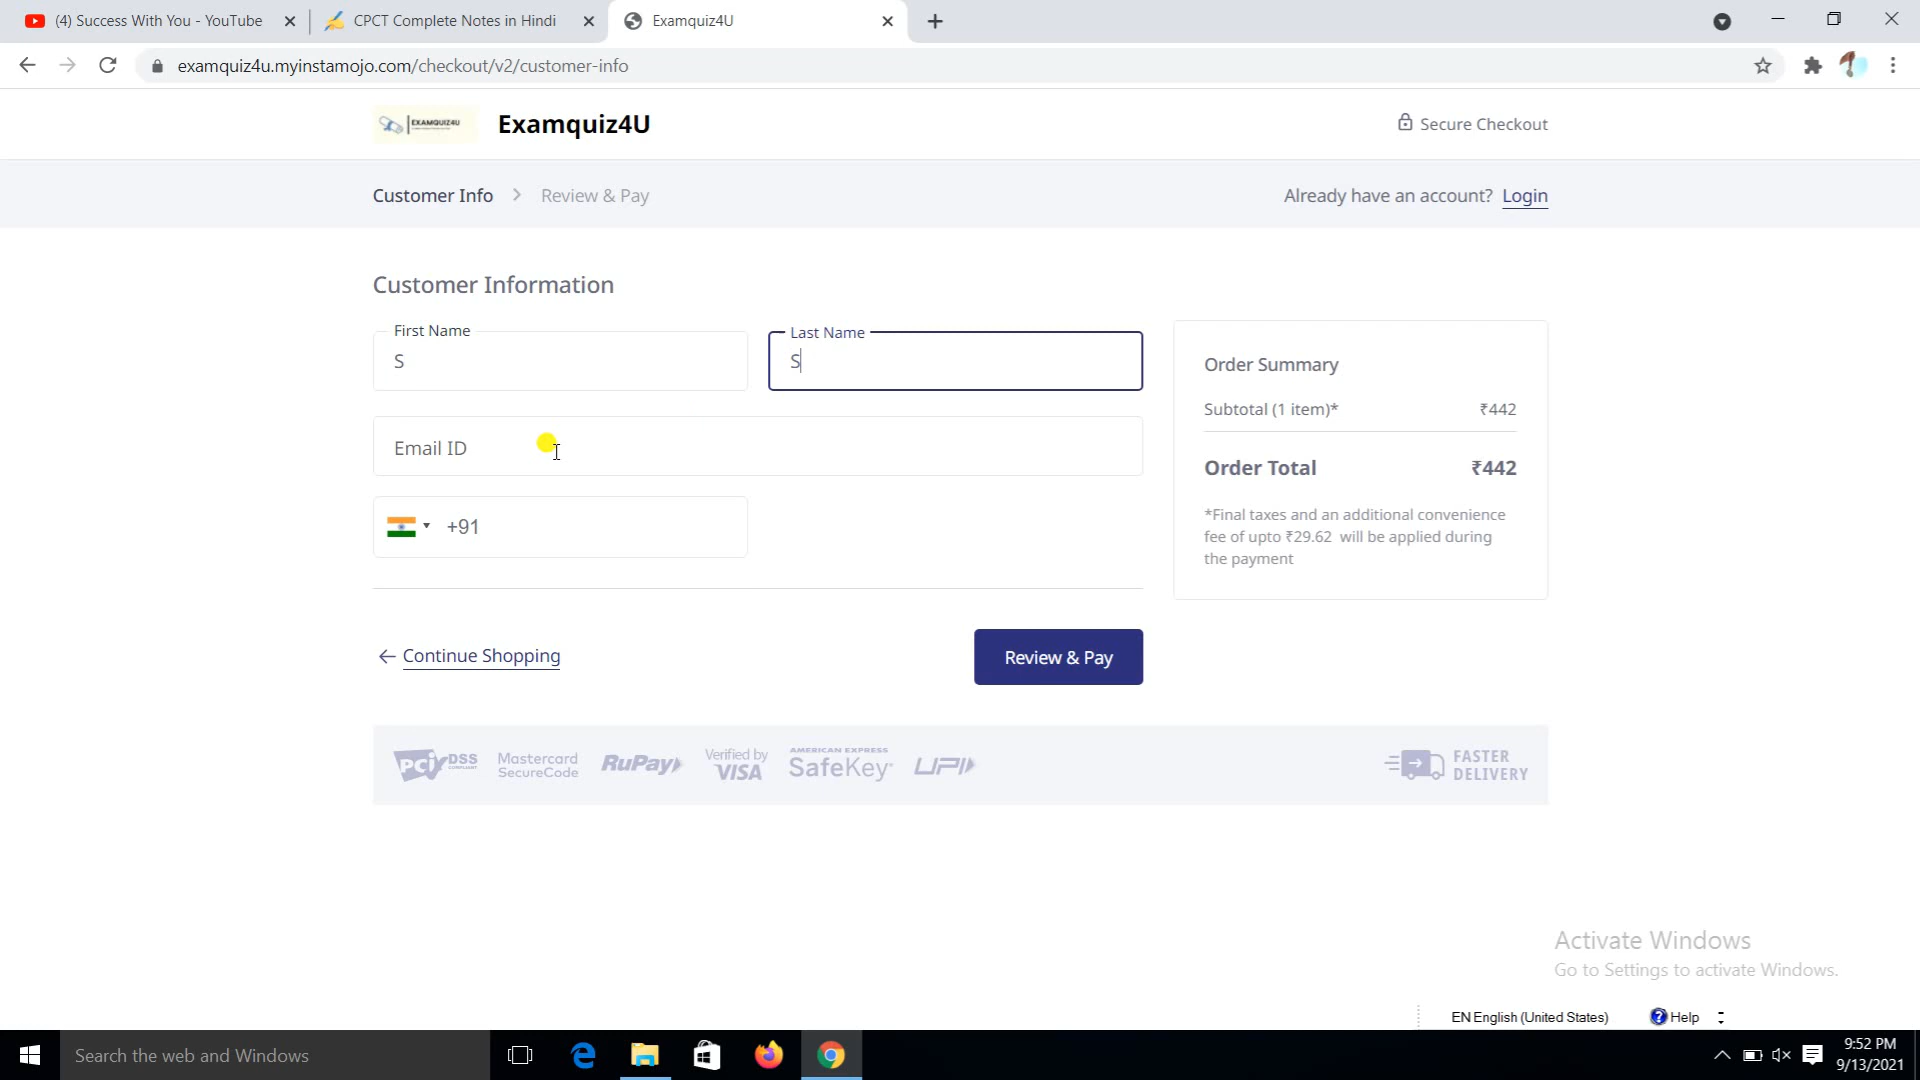 (4) Success With You - YouTube
CPCT Complete Notes in Hindi
Examquiz4U
examquiz4u.myinstamojo.com/checkout/v2/customer-info
EXAMQUIZ4U
Examquiz4U
Secure Checkout
Customer Info
Review & Pay
Already have an account? Login
Customer Information
First Name
S
Last Name
S
Email ID
+91
Order Summary
Subtotal (1 item)* ₹442
Order Total ₹442
*Final taxes and an additional convenience
fee of upto ₹29.62 will be applied during
the payment
Continue Shopping
Review & Pay
PCI DSS
COMPLIANT
Mastercard
SecureCode
RuPay
Verified by
VISA
AMERICAN EXPRESS
SafeKey
UPI
FASTER
DELIVERY
Activate Windows
Go to Settings to activate Windows.
EN English (United States)
Help
Search the web and Windows
9:52 PM
9/13/2021